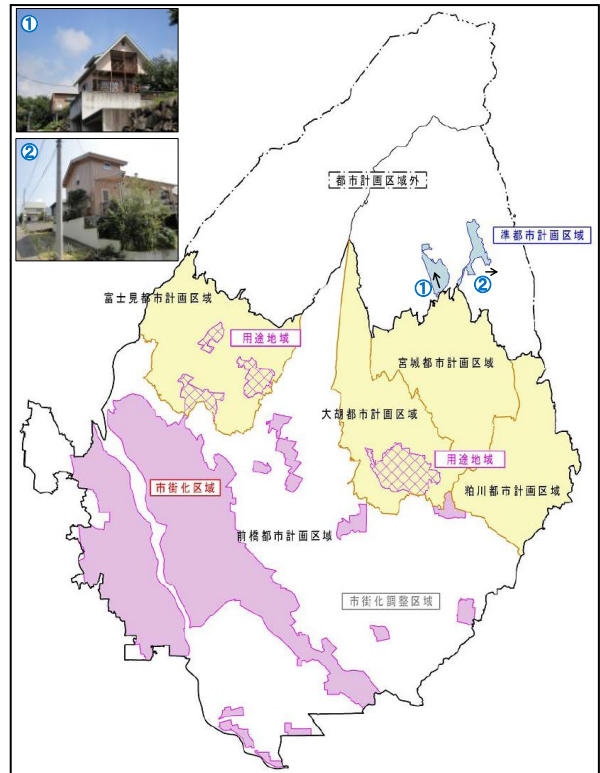 ①
②
都市計画区域外
準都市計画区域
①
②
富士見都市計画区域
用途地域
宮城都市計画区域
大胡都市計画区域
用途地域
粕川都市計画区域
市街化区域
前橋都市計画区域
市街化調整区域